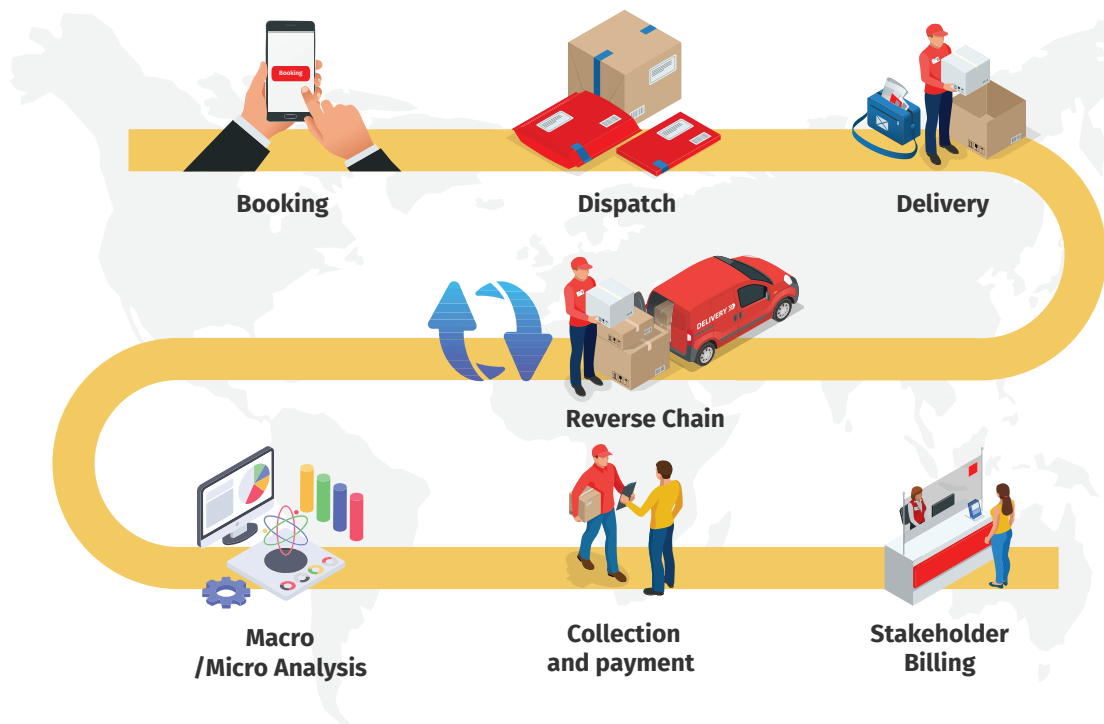 Booking
Booking
Dispatch
Delivery
DELIVERY
Reverse Chain
Macro
/Micro Analysis
Collection
and payment
Stakeholder
Billing